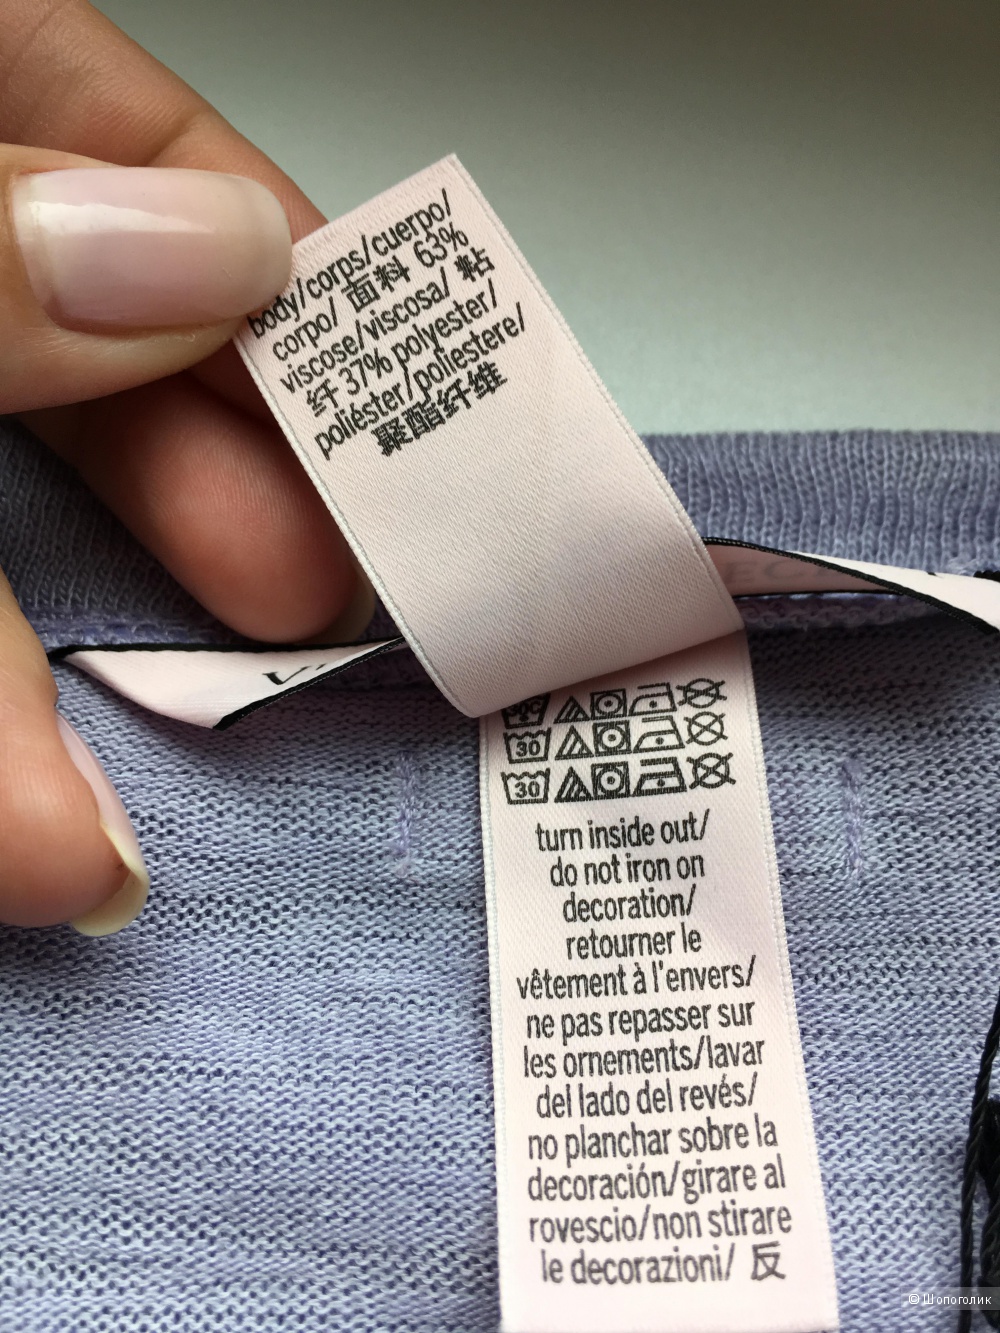 body/corps/cuerpo/
corpo/ 面料 63%
viscose/viscosa/ 粘
纤 37% polyester/
poliéster/poliestere/
聚酯纤维
30
30
turn inside out/
do not iron on
decoration/
retourner le
vêtement à l'envers/
ne pas repasser sur
les ornements/lavar
del lado del revés/
no planchar sobre la
decoración/girare al
rovescio/non stirare
le decorazioni/ 反
© Шопоголик